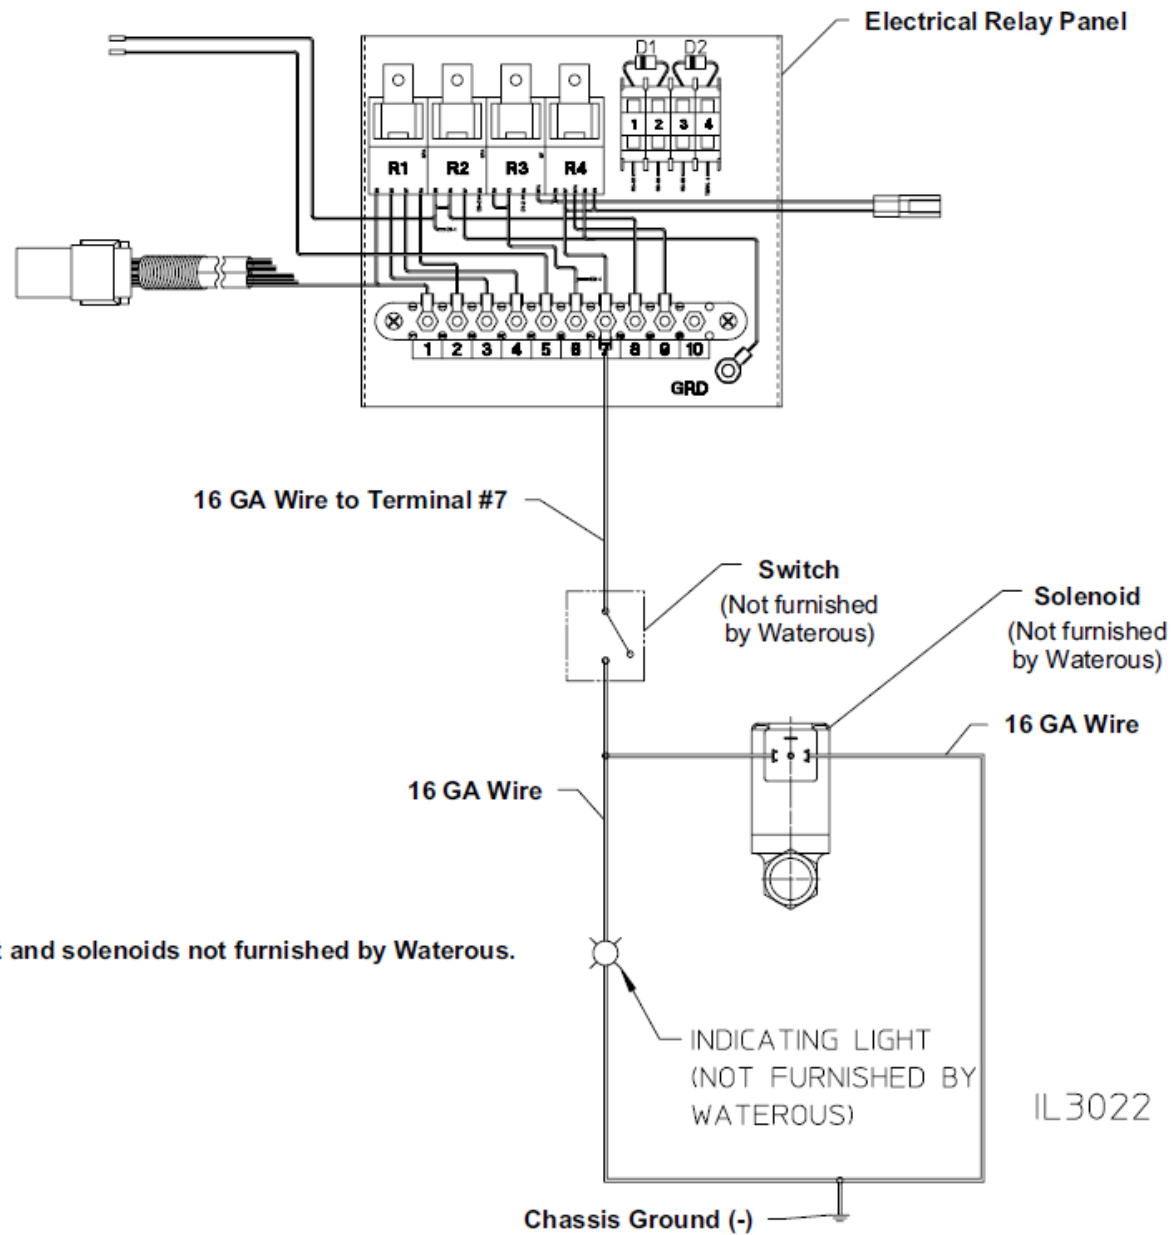 Electrical Relay Panel
D1 D2
1 2 3 4
R1 R2 R3 R4
1 2 3 4 5 6 7 8 9 10
GRD
16 GA Wire to Terminal #7
Switch
(Not furnished
by Waterous)
Solenoid
(Not furnished
by Waterous)
16 GA Wire
16 GA Wire
and solenoids not furnished by Waterous.
INDICATING LIGHT
(NOT FURNISHED BY
WATEROUS)
IL3022
Chassis Ground (-)